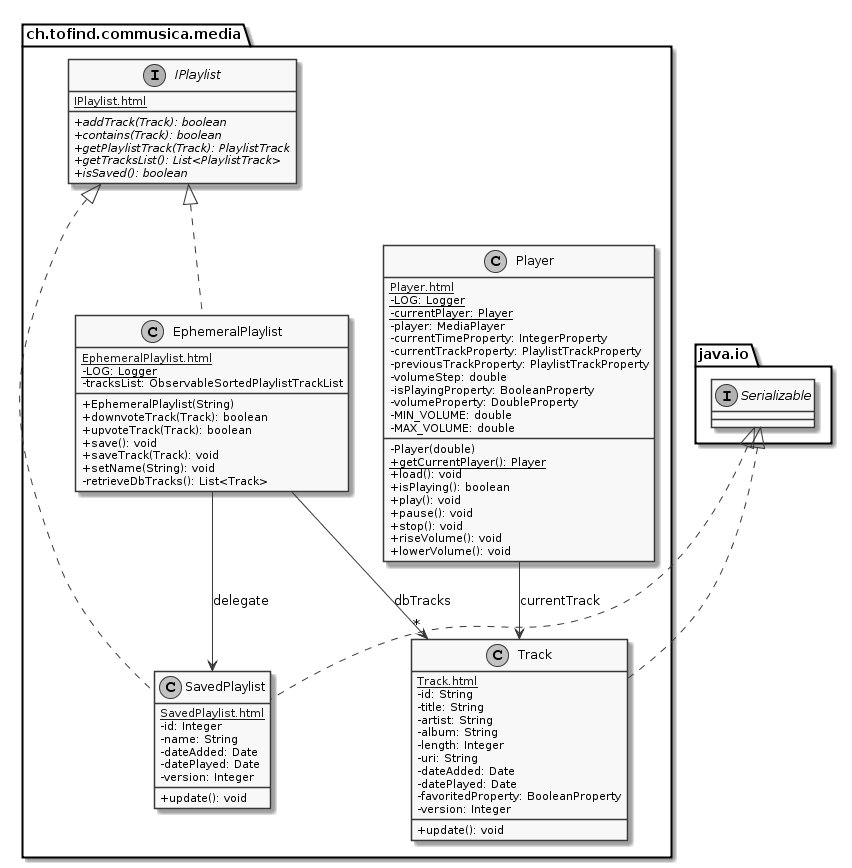 ch.tofind.commusica.media
I IPlaylist
IPlaylist.html
+addTrack(Track): boolean
+contains(Track): boolean
+getPlaylistTrack(Track): PlaylistTrack
+getTracksList(): List<PlaylistTrack>
+isSaved(): boolean
C Player
Player.html
-LOG: Logger
-currentPlayer: Player
-player: MediaPlayer
-currentTimeProperty: IntegerProperty
-currentTrackProperty: PlaylistTrackProperty
-previousTrackProperty: PlaylistTrackProperty
-volumeStep: double
-isPlayingProperty: BooleanProperty
-volumeProperty: DoubleProperty
-MIN_VOLUME: double
-MAX_VOLUME: double
-Player(double)
+getCurrentPlayer(): Player
+load(): void
+isPlaying(): boolean
+play(): void
+pause(): void
+stop(): void
+riseVolume(): void
+lowerVolume(): void
C EphemeralPlaylist
EphemeralPlaylist.html
-LOG: Logger
-tracksList: ObservableSortedPlaylistTrackList
+EphemeralPlaylist(String)
+downvoteTrack(Track): boolean
+upvoteTrack(Track): boolean
+save(): void
+saveTrack(Track): void
+setName(String): void
-retrieveDbTracks(): List<Track>
java.io
I Serializable
delegate
dbTracks
*
currentTrack
C SavedPlaylist
SavedPlaylist.html
-id: Integer
-name: String
-dateAdded: Date
-datePlayed: Date
-version: Integer
+update(): void
C Track
Track.html
-id: String
-title: String
-artist: String
-album: String
-length: Integer
-uri: String
-dateAdded: Date
-datePlayed: Date
-favoritedProperty: BooleanProperty
-version: Integer
+update(): void